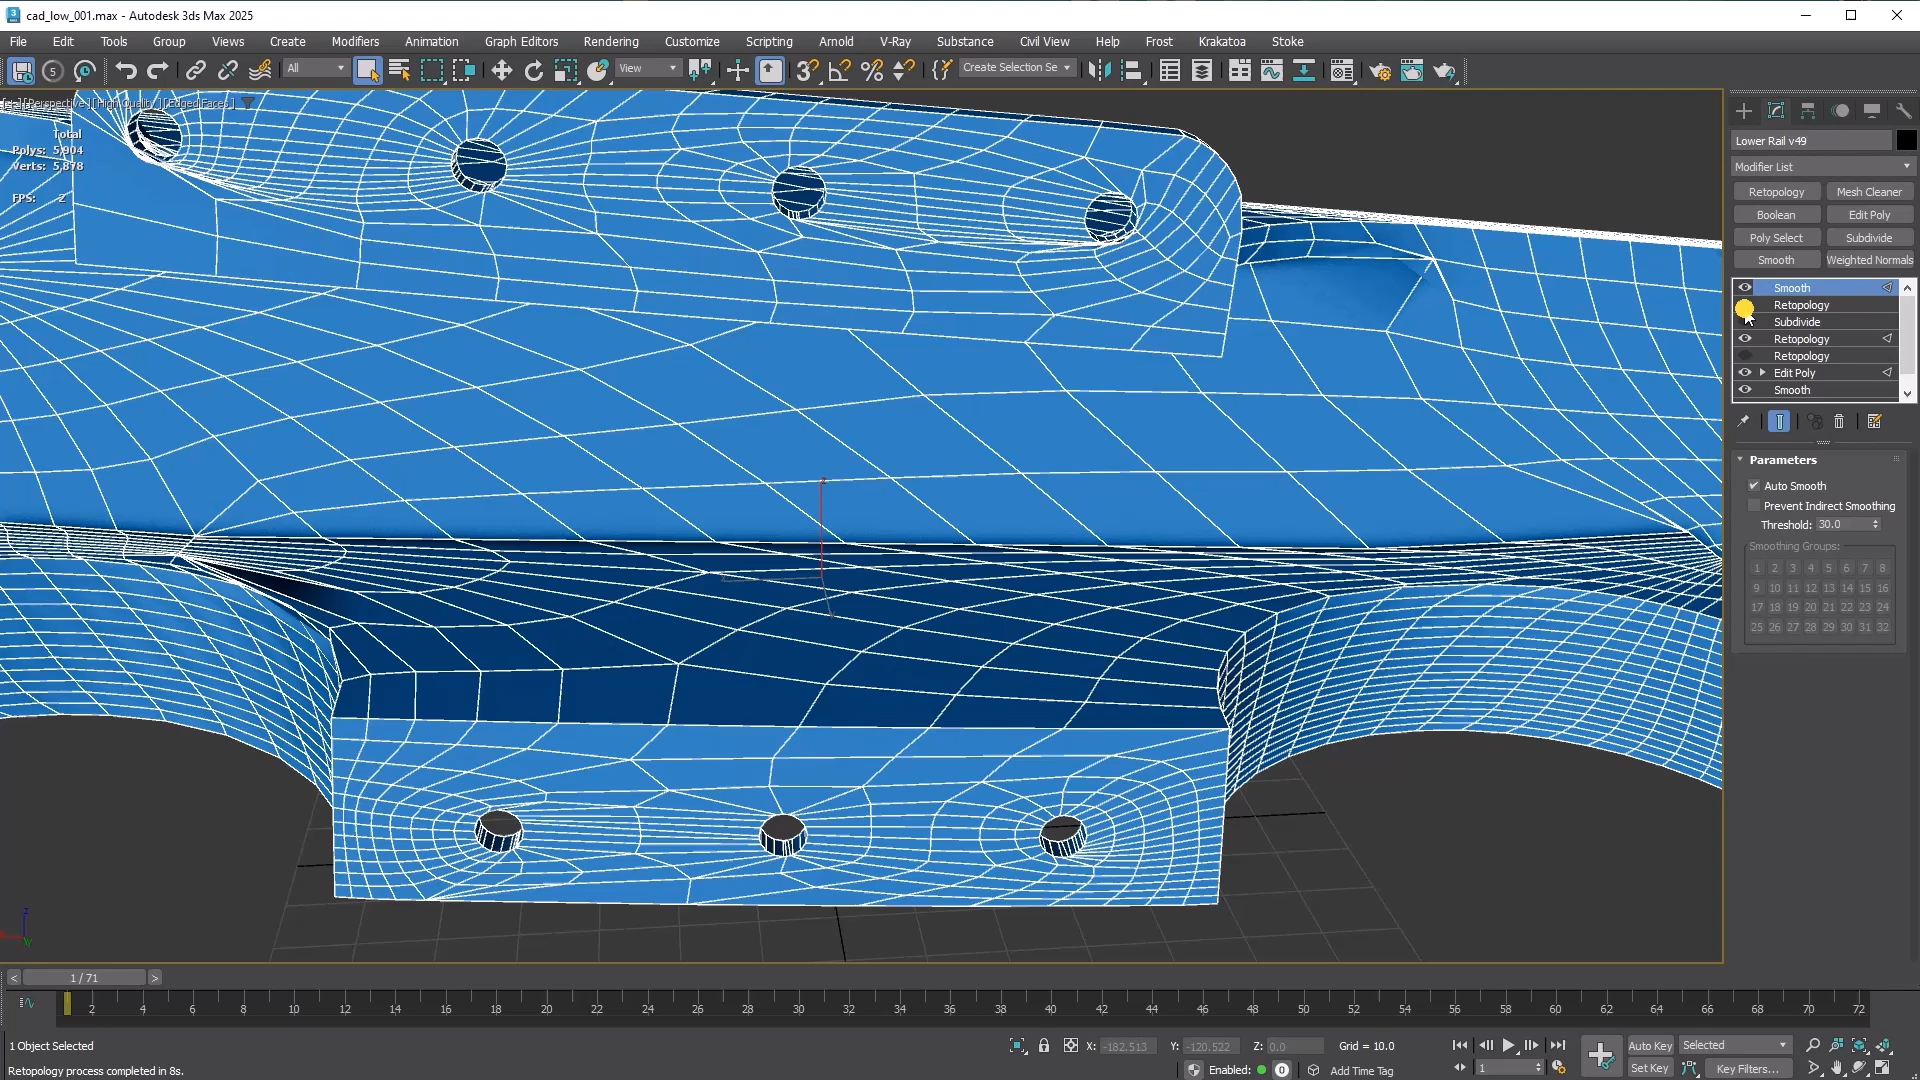 cad_low_001.max - Autodesk 3ds Max 2025
File Edit Tools Group Views Create Modifiers Animation Graph Editors Rendering Customize Scripting Arnold V-Ray Substance Civil View Help Frost Krakatoa Stoke
5 All View Create Selection Se
[Perspective] [High Quality] [Edged Faces]
Total
Polys: 5,904
Verts: 5,878
FPS: 2
Lower Rail v49
Modifier List
Retopology Mesh Cleaner
Boolean Edit Poly
Poly Select Subdivide
Smooth Weighted Normals
Smooth
Retopology
Subdivide
Retopology
Retopology
Edit Poly
Smooth
Parameters
Auto Smooth
Prevent Indirect Smoothing
Threshold: 30.0
Smoothing Groups:
1 2 3 4 5 6 7 8
9 10 11 12 13 14 15 16
17 18 19 20 21 22 23 24
25 26 27 28 29 30 31 32
< 1 / 71 >
2 4 6 8 10 12 14 16 18 20 22 24 26 28 30 32 34 36 38 40 42 44 46 48 50 52 54 56 58 60 62 64 66 68 70 72
1 Object Selected X: -182.513 Y: -120.522 Z: 0.0 Grid = 10.0 Auto Key Selected
Retopology process completed in 8s. Enabled: 0 Add Time Tag 1 Set Key Key Filters...